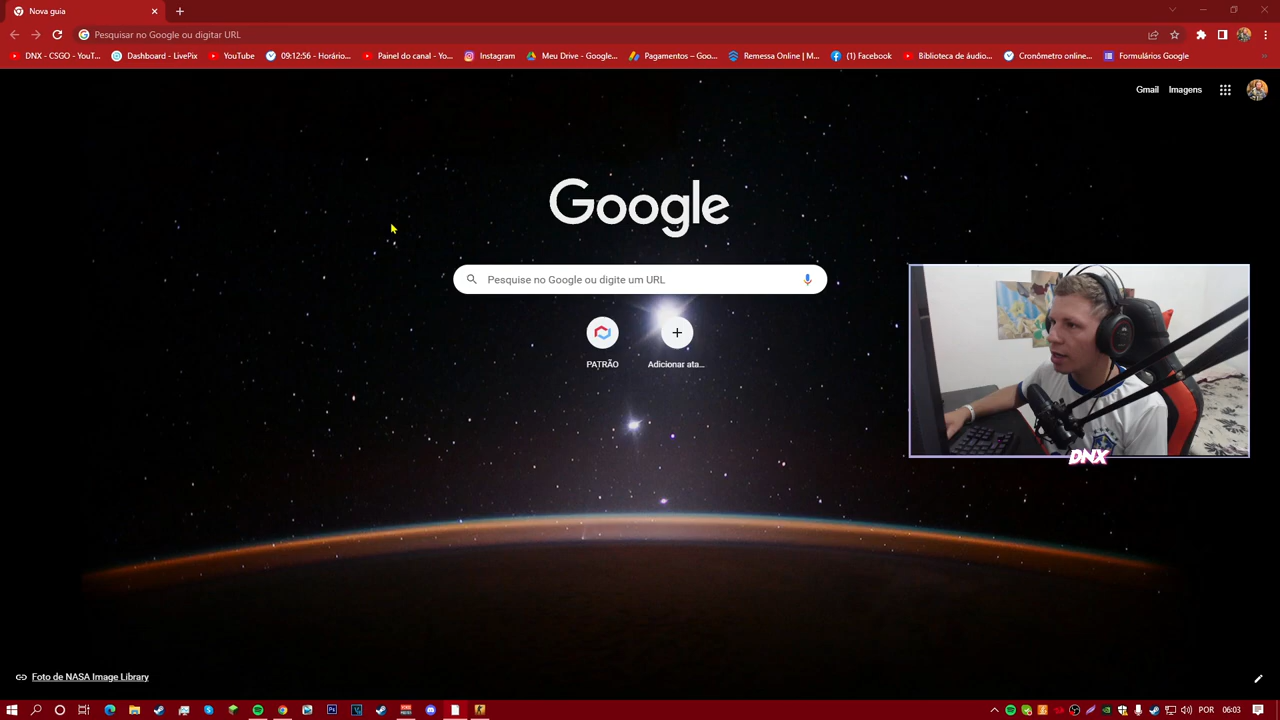 Nova guia
Pesquisar no Google ou digitar URL
DNX - CSGO - YouT...
Dashboard - LivePix
YouTube
09:12:56 - Horário...
Painel do canal - Yo...
Instagram
Meu Drive - Google...
Pagamentos – Goo...
Remessa Online | M...
(1) Facebook
Biblioteca de áudio...
Cronômetro online...
Formulários Google
Gmail
Imagens
Google
Pesquise no Google ou digite um URL
PATRÃO
Adicionar ata...
DNX
Foto de NASA Image Library
POR
06:03